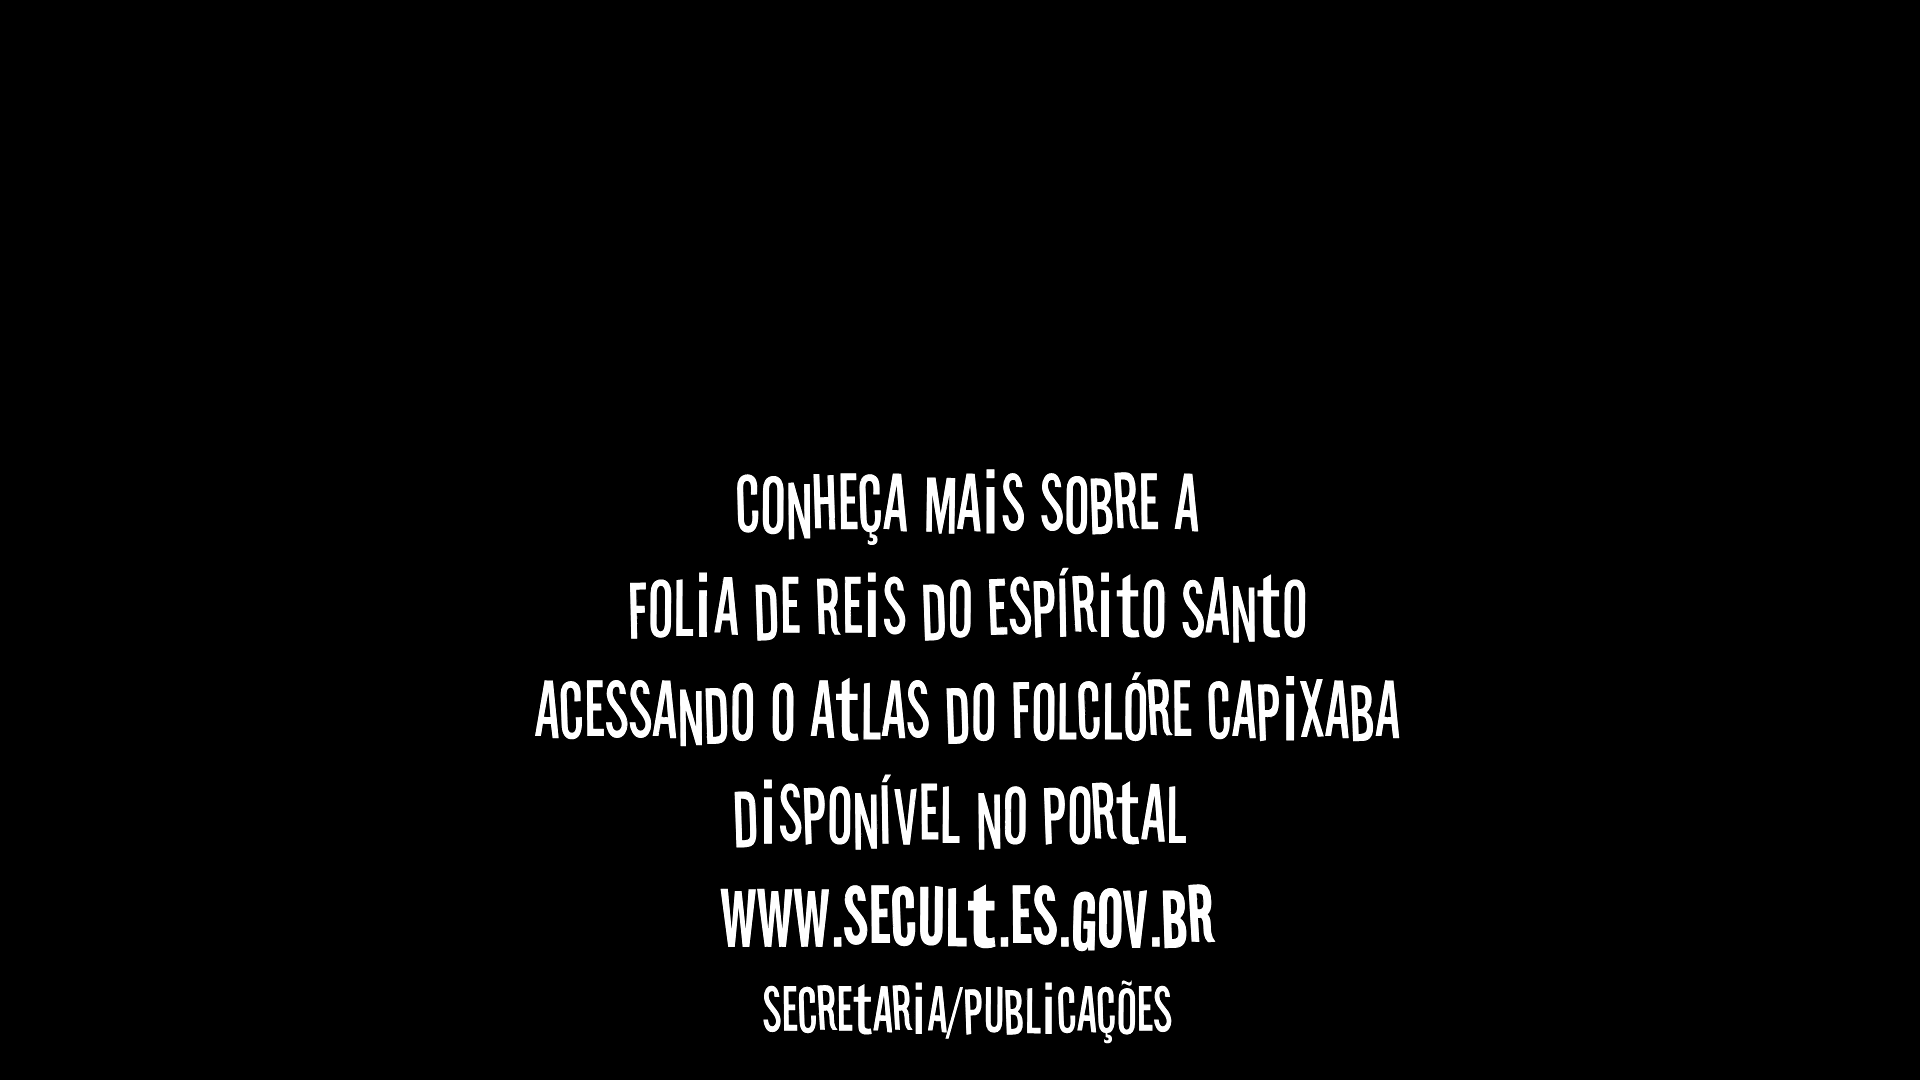 CONHEÇA MAIS SOBRE A
FOLIA DE REIS DO ESPÍRITO SANTO
ACESSANDO O ATLAS DO FOLCLÓRE CAPIXABA
DISPONÍVEL NO PORTAL
WWW.SECULT.ES.GOV.BR
SECRETARIA/PUBLICAÇÕES